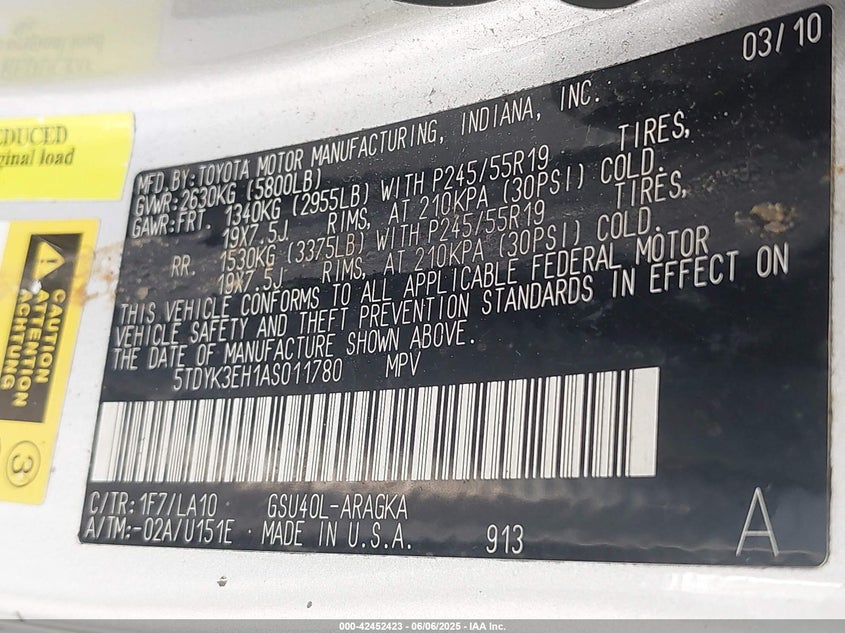 03/10
MFD.BY:TOYOTA MOTOR MANUFACTURING, INDIANA, INC.
GVWR:2630KG (5800LB)
GAWR:FRT. 1340KG (2955LB) WITH P245/55R19 TIRES,
19X7.5J RIMS, AT 210KPA (30PSI) COLD.
RR. 1530KG (3375LB) WITH P245/55R19 TIRES,
19X7.5J RIMS, AT 210KPA (30PSI) COLD.
THIS VEHICLE CONFORMS TO ALL APPLICABLE FEDERAL MOTOR
VEHICLE SAFETY AND THEFT PREVENTION STANDARDS IN EFFECT ON
THE DATE OF MANUFACTURE SHOWN ABOVE.
5TDYK3EH1AS011780 MPV
C/TR:1F7/LA10 GSU40L-ARAGKA
A/TM:-02A/U151E MADE IN U.S.A. 913
A
DUCED
ginal load
CAUTION
ATTENTION
ACHTUNG
3
000-42452423 - 06/06/2025 - IAA Inc.